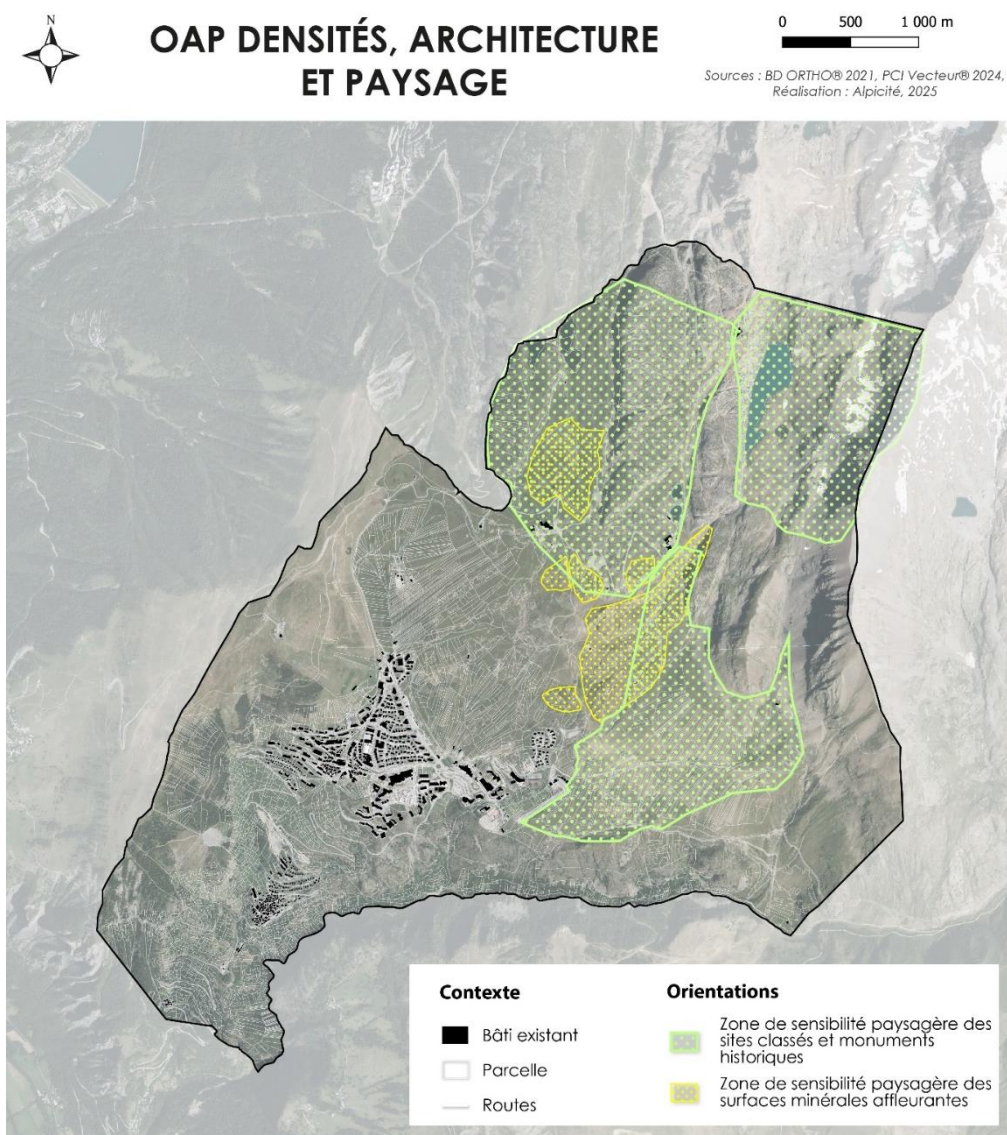 N
OAP DENSITÉS, ARCHITECTURE
ET PAYSAGE
0 500 1 000 m
Sources : BD ORTHO® 2021, PCI Vecteur® 2024,
Réalisation : Alpicité, 2025
Contexte
Bâti existant
Parcelle
Routes
Orientations
Zone de sensibilité paysagère des
sites classés et monuments
historiques
Zone de sensibilité paysagère des
surfaces minérales affleurantes